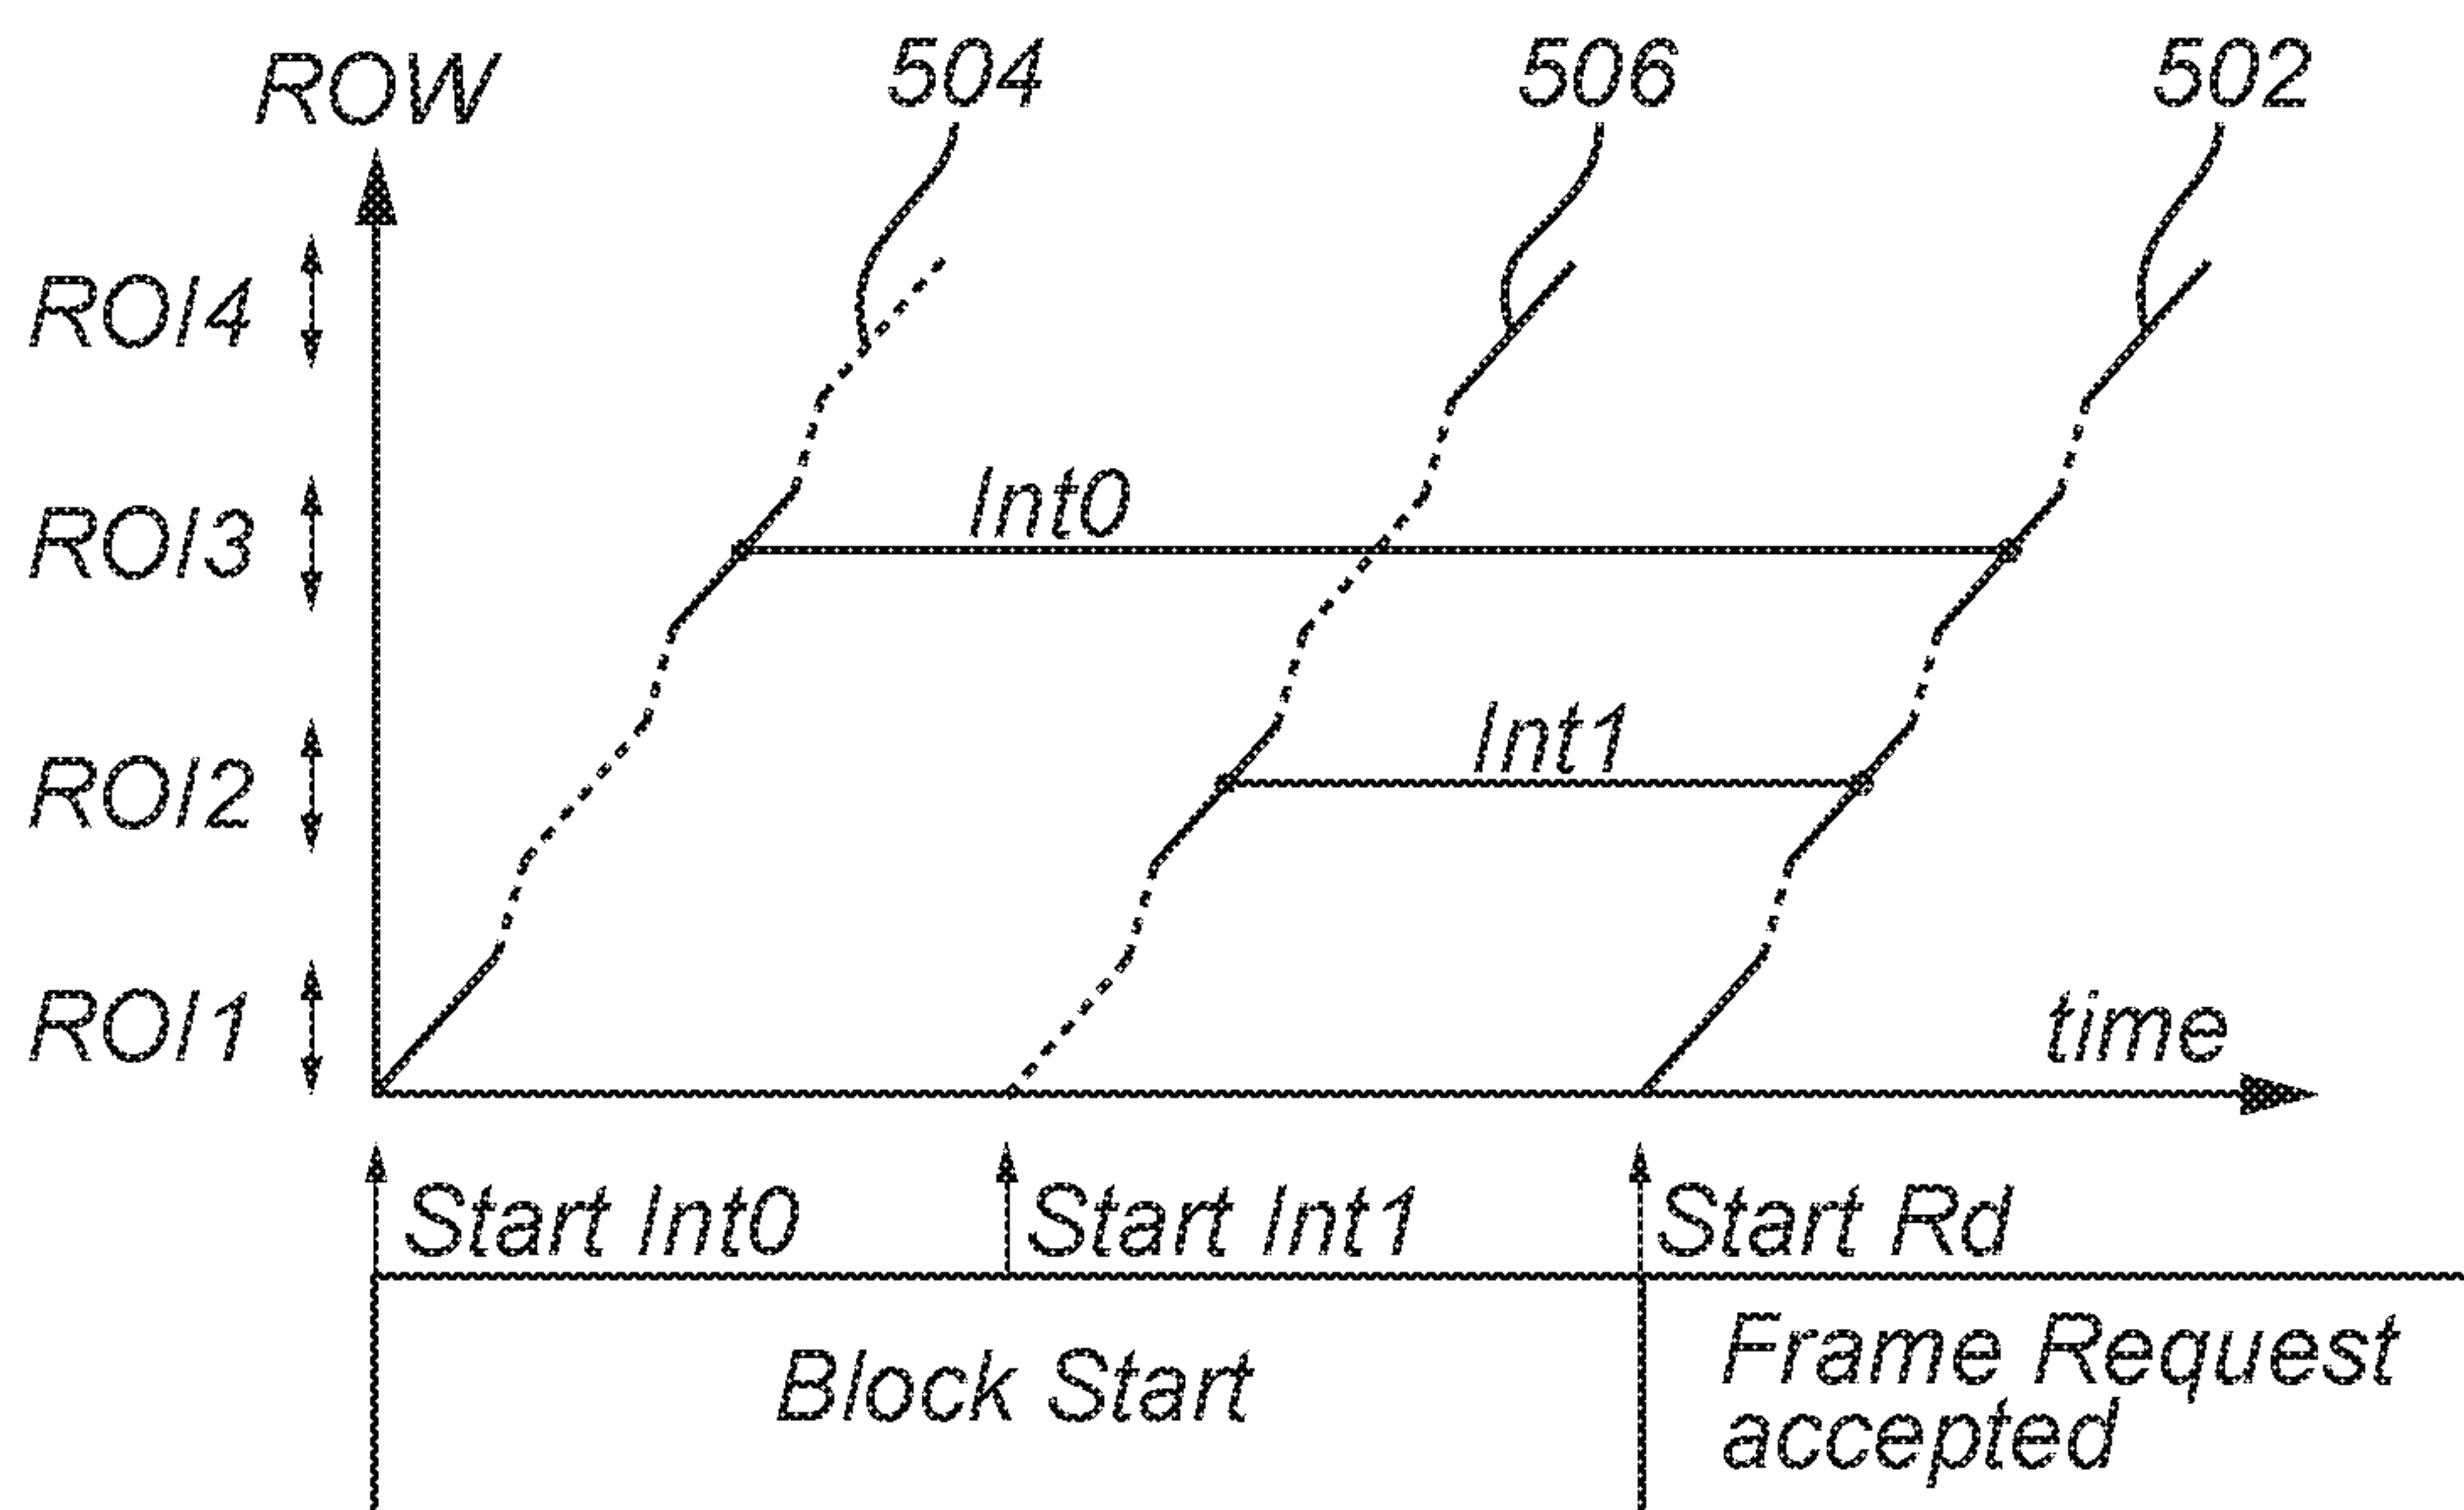 ROW
504
506
502
ROI4
ROI3
Int0
ROI2
Int1
ROI1
time
Start Int0
Start Int1
Start Rd
Block Start
Frame Request
accepted